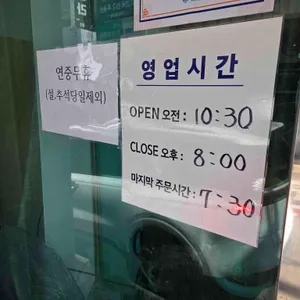 연중무휴
(설.추석당일제외)
영업시간
OPEN 오전 : 10:30
CLOSE 오후 : 8:00
마지막 주문시간 : 7:30